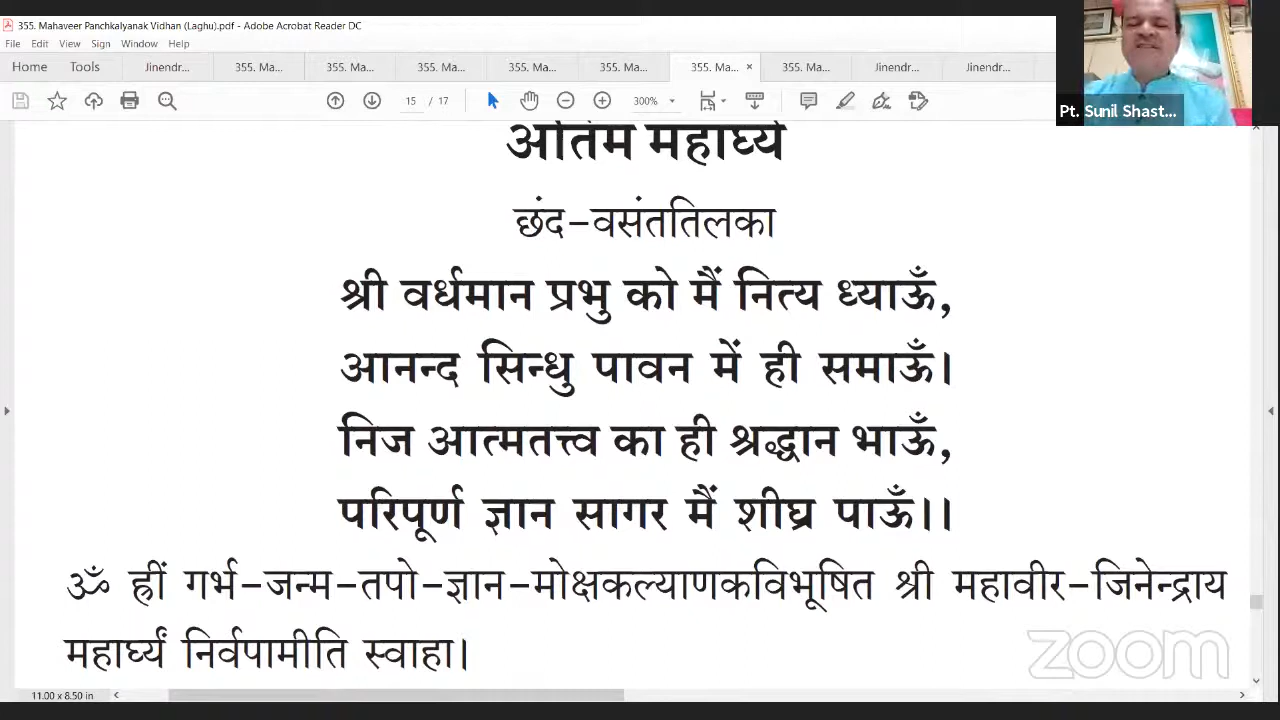 355. Mahaveer Panchkalyanak Vidhan (Laghu).pdf - Adobe Acrobat Reader DC
File Edit View Sign Window Help
Home Tools Jinendr... 355. Ma... 355. Ma... 355. Ma... 355. Ma... 355. Ma... 355. Ma... × 355. Ma... Jinendr... Jinendr...
15 / 17 300%
Pt. Sunil Shast...
अंतिम महार्घ्य
छंद-वसंततिलका
श्री वर्धमान प्रभु को मैं नित्य ध्याऊँ,
आनन्द सिन्धु पावन में ही समाऊँ।
निज आत्मतत्त्व का ही श्रद्धान भाऊँ,
परिपूर्ण ज्ञान सागर मैं शीघ्र पाऊँ।।
ॐ ह्रीं गर्भ-जन्म-तपो-ज्ञान-मोक्षकल्याणकविभूषित श्री महावीर-जिनेन्द्राय
महार्घ्यं निर्वपामीति स्वाहा।
zoom
11.00 x 8.50 in